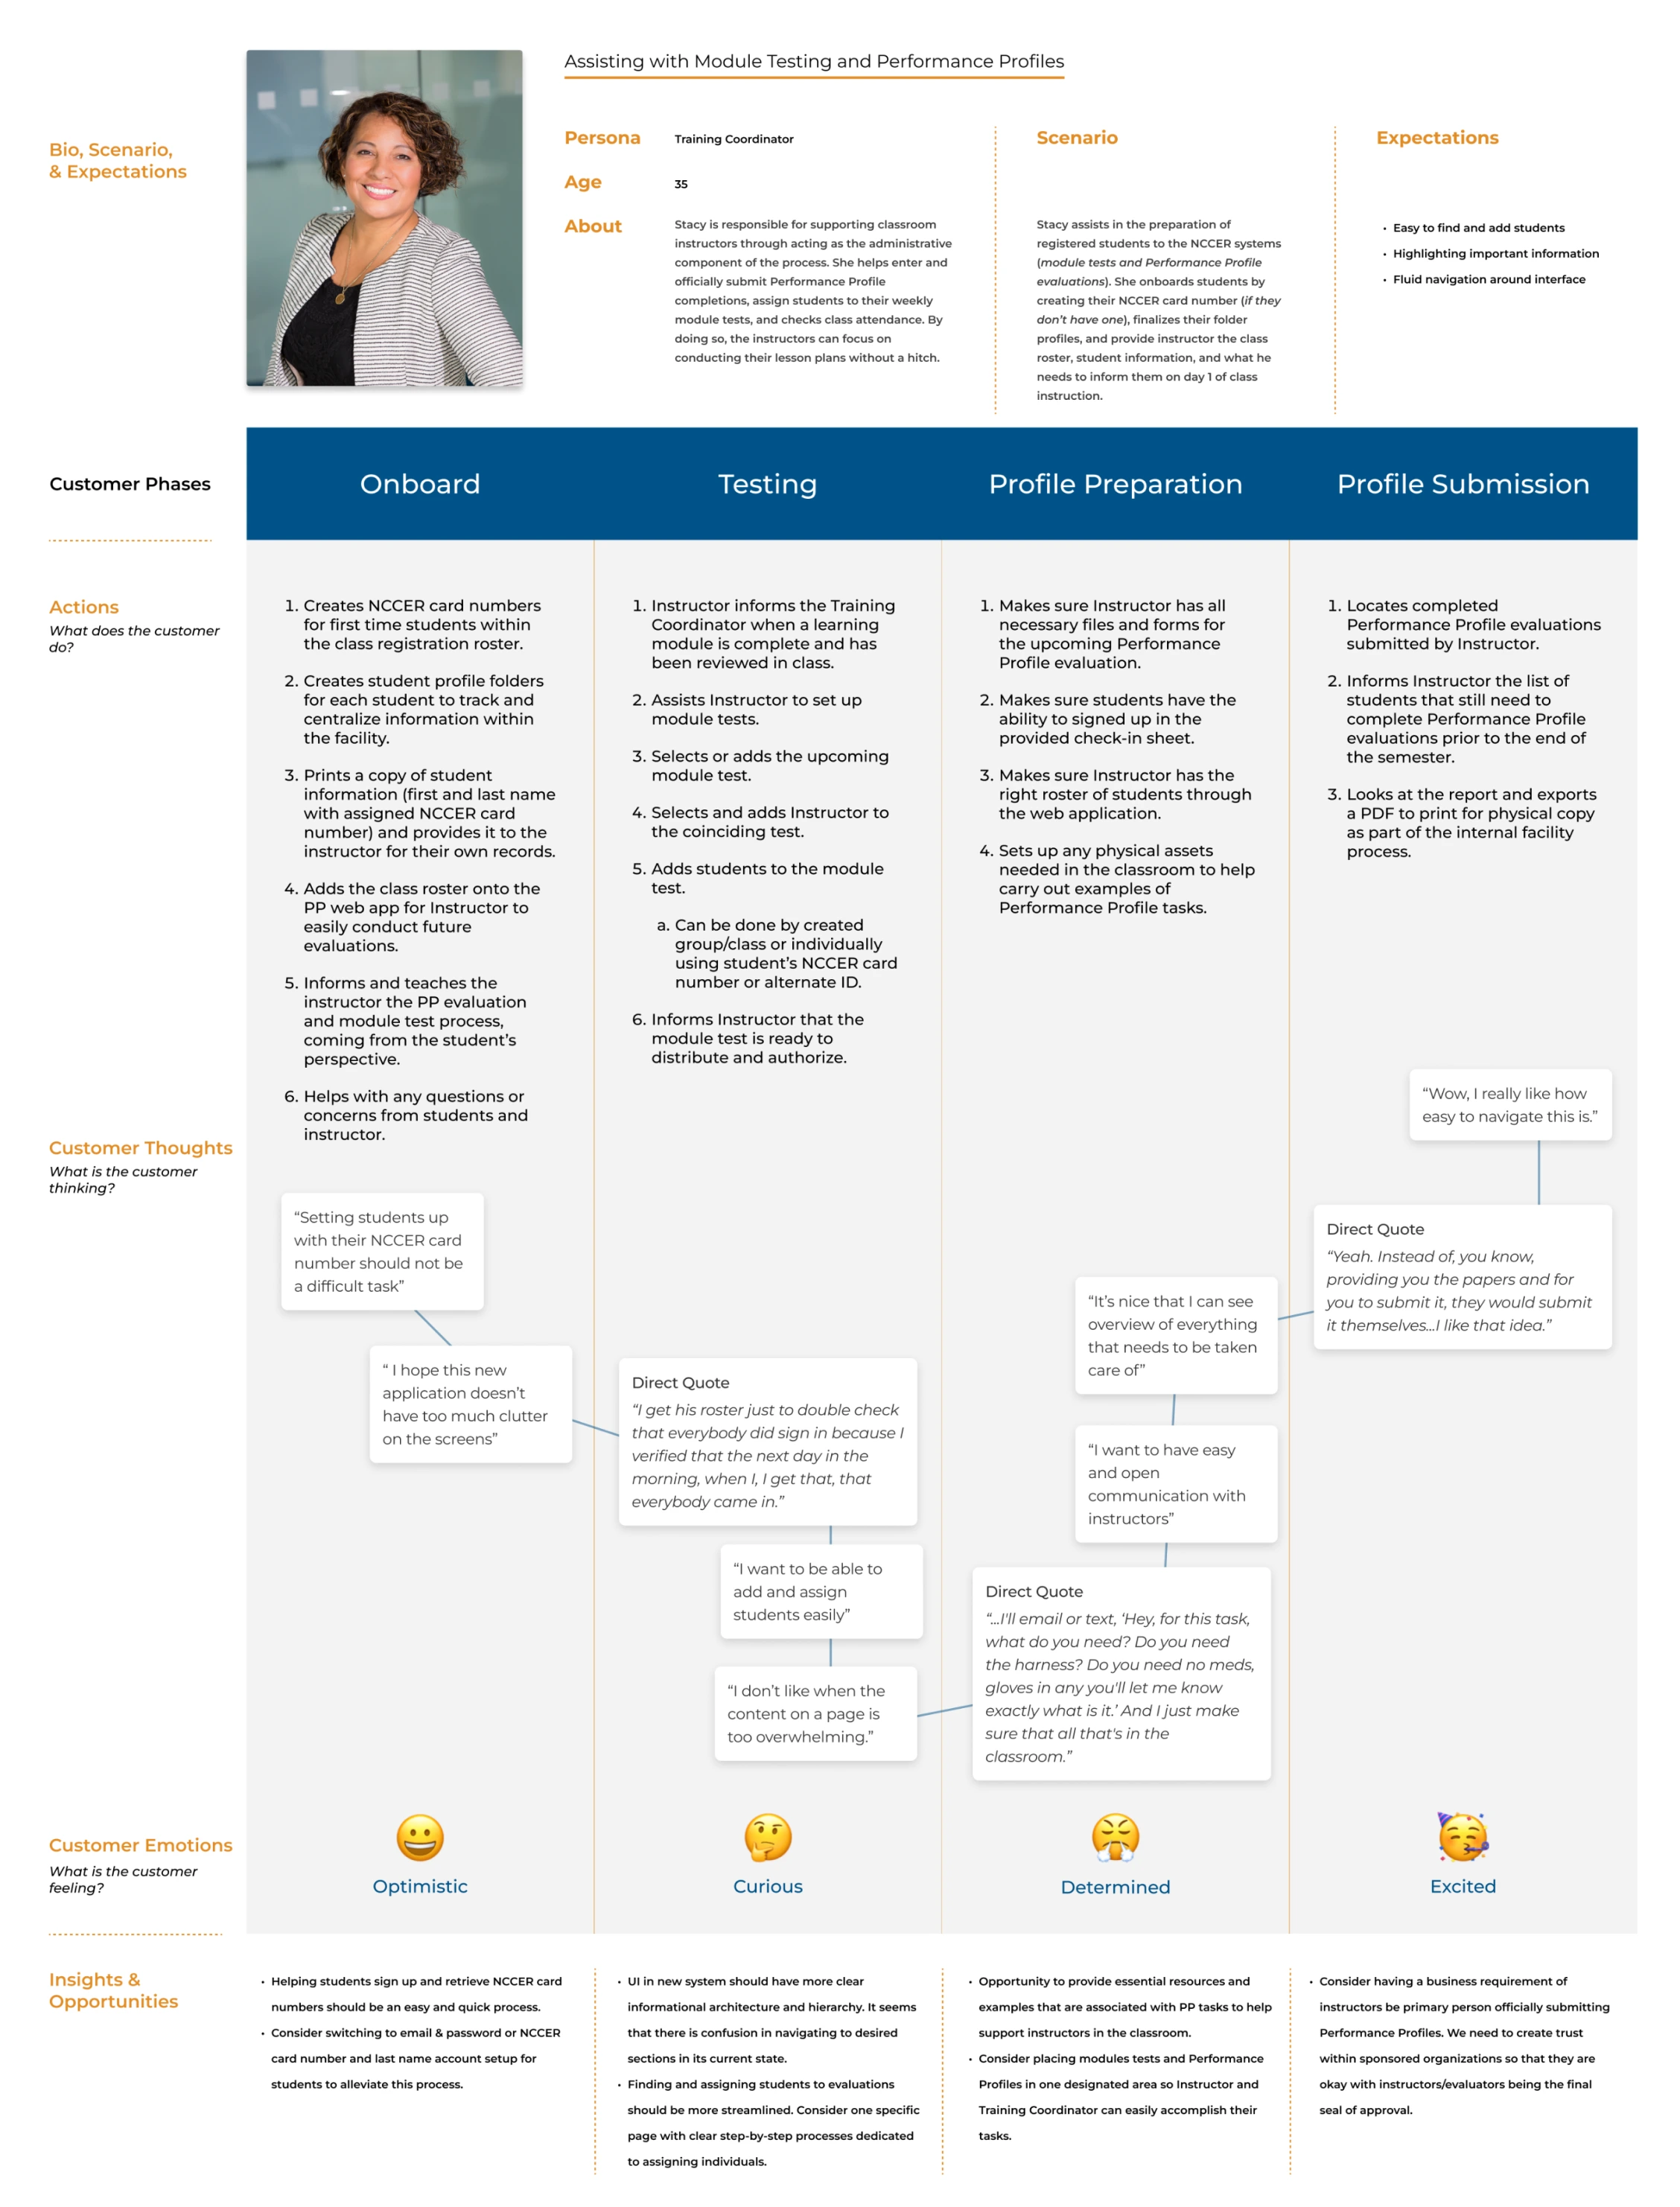 Assisting with Module Testing and Performance Profiles
Bio, Scenario,
& Expectations
Persona
Training Coordinator
Age
35
About
Stacy is responsible for supporting classroom
instructors through acting as the administrative
component of the process. She helps enter and
officially submit Performance Profile
completions, assign students to their weekly
module tests, and checks class attendance. By
doing so, the instructors can focus on
conducting their lesson plans without a hitch.
Scenario
Stacy assists in the preparation of
registered students to the NCCER systems
(module tests and Performance Profile
evaluations). She onboards students by
creating their NCCER card number (if they
don't have one), finalizes their folder
profiles, and provide instructor the class
roster, student information, and what he
needs to inform them on day 1 of class
instruction.
Expectations
• Easy to find and add students
• Highlighting important information
• Fluid navigation around interface
Customer Phases
Onboard
Testing
Profile Preparation
Profile Submission
Actions
What does the customer
do?
1. Creates NCCER card numbers
for first time students within
the class registration roster.
2. Creates student profile folders
for each student to track and
centralize information within
the facility.
3. Prints a copy of student
information (first and last name
with assigned NCCER card
number) and provides it to the
instructor for their own records.
4. Adds the class roster onto the
PP web app for Instructor to
easily conduct future
evaluations.
5. Informs and teaches the
instructor the PP evaluation
and module test process,
coming from the student's
perspective.
6. Helps with any questions or
concerns from students and
instructor.
1. Instructor informs the Training
Coordinator when a learning
module is complete and has
been reviewed in class.
2. Assists Instructor to set up
module tests.
3. Selects or adds the upcoming
module test.
4. Selects and adds Instructor to
the coinciding test.
5. Adds students to the module
test.
a. Can be done by created
group/class or individually
using student's NCCER card
number or alternate ID.
6. Informs Instructor that the
module test is ready to
distribute and authorize.
1. Makes sure Instructor has all
necessary files and forms for
the upcoming Performance
Profile evaluation.
2. Makes sure students have the
ability to signed up in the
provided check-in sheet.
3. Makes sure Instructor has the
right roster of students through
the web application.
4. Sets up any physical assets
needed in the classroom to help
carry out examples of
Performance Profile tasks.
1. Locates completed
Performance Profile evaluations
submitted by Instructor.
2. Informs Instructor the list of
students that still need to
complete Performance Profile
evaluations prior to the end of
the semester.
3. Looks at the report and exports
a PDF to print for physical copy
as part of the internal facility
process.
Customer Thoughts
What is the customer
thinking?
“Setting students up
with their NCCER card
number should not be
a difficult task”
“ I hope this new
application doesn't
have too much clutter
on the screens”
Direct Quote
“I get his roster just to double check
that everybody did sign in because I
verified that the next day in the
morning, when I, I get that, that
everybody came in.”
“I want to be able to
add and assign
students easily”
“I don't like when the
content on a page is
too overwhelming.”
Direct Quote
“...I'll email or text, ‘Hey, for this task,
what do you need? Do you need
the harness? Do you need no meds,
gloves in any you'll let me know
exactly what is it.’ And I just make
sure that all that's in the
classroom.”
“I want to have easy
and open
communication with
instructors”
“It's nice that I can see
overview of everything
that needs to be taken
care of”
Direct Quote
“Yeah. Instead of, you know,
providing you the papers and for
you to submit it, they would submit
it themselves...I like that idea.”
“Wow, I really like how
easy to navigate this is.”
Customer Emotions
What is the customer
feeling?
Optimistic
Curious
Determined
Excited
Insights &
Opportunities
• Helping students sign up and retrieve NCCER card
numbers should be an easy and quick process.
• Consider switching to email & password or NCCER
card number and last name account setup for
students to alleviate this process.
• UI in new system should have more clear
informational architecture and hierarchy. It seems
that there is confusion in navigating to desired
sections in its current state.
• Finding and assigning students to evaluations
should be more streamlined. Consider one specific
page with clear step-by-step processes dedicated
to assigning individuals.
• Opportunity to provide essential resources and
examples that are associated with PP tasks to help
support instructors in the classroom.
• Consider placing modules tests and Performance
Profiles in one designated area so Instructor and
Training Coordinator can easily accomplish their
tasks.
• Consider having a business requirement of
instructors be primary person officially submitting
Performance Profiles. We need to create trust
within sponsored organizations so that they are
okay with instructors/evaluators being the final
seal of approval.